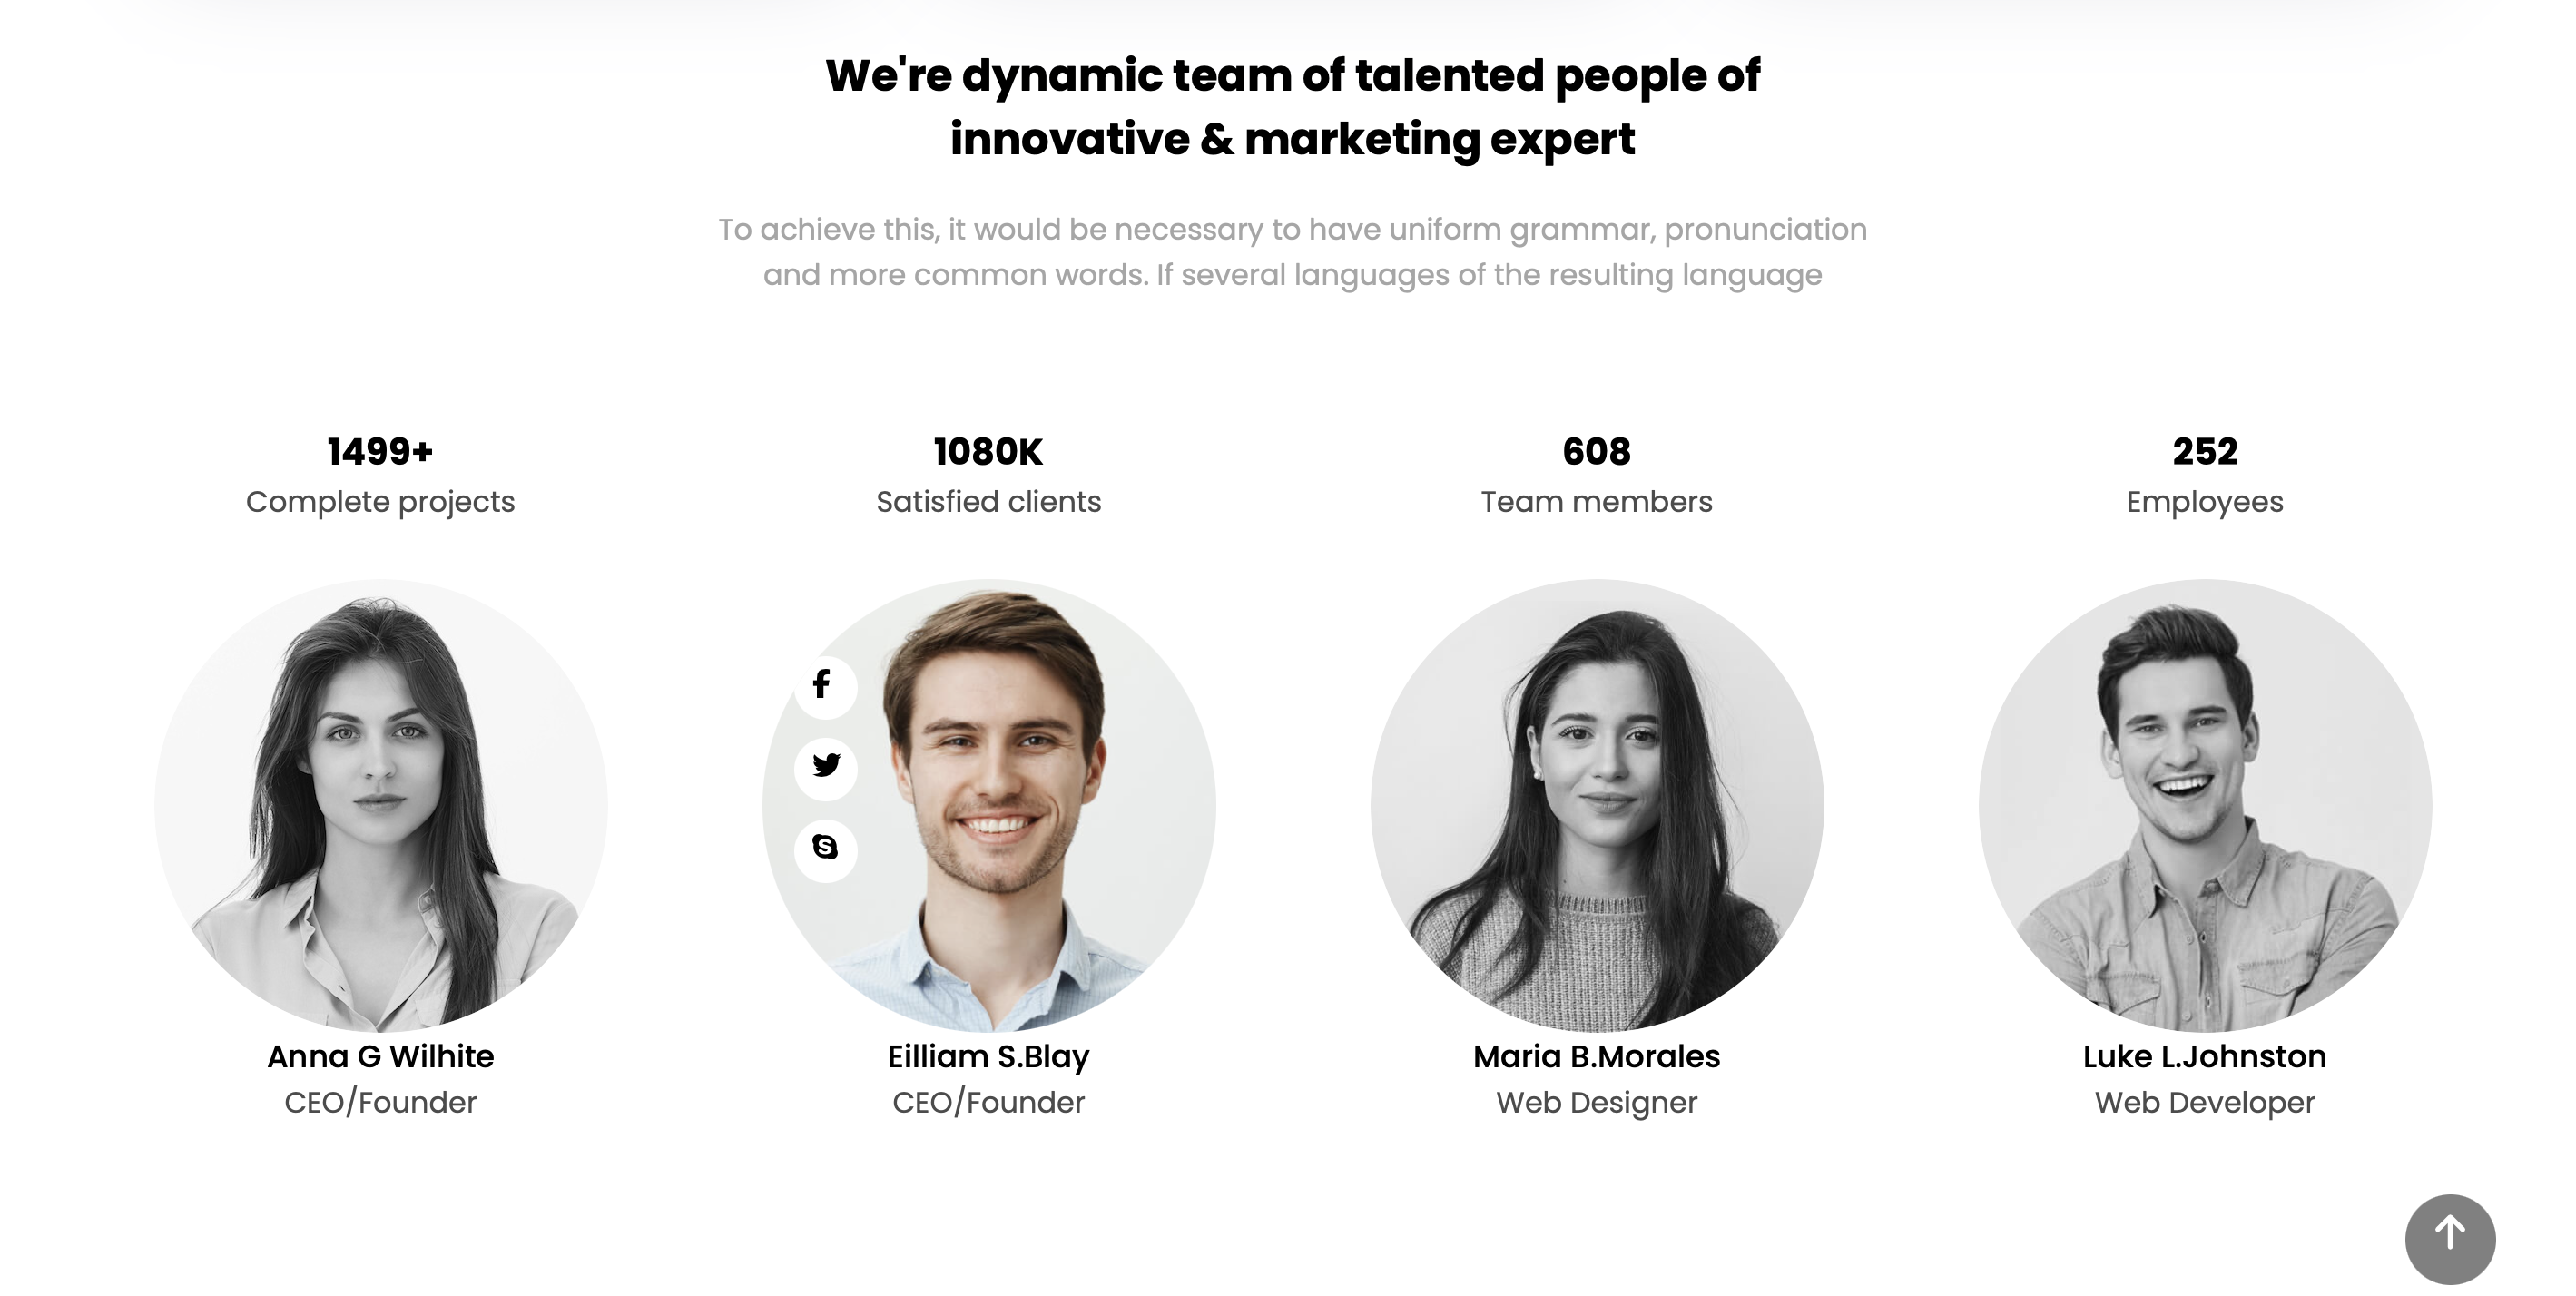 We're dynamic team of talented people of
innovative & marketing expert
To achieve this, it would be necessary to have uniform grammar, pronunciation
and more common words. If several languages of the resulting language
1499+
Complete projects
1080K
Satisfied clients
608
Team members
252
Employees
Anna G Wilhite
CEO/Founder
Eilliam S.Blay
CEO/Founder
Maria B.Morales
Web Designer
Luke L.Johnston
Web Developer